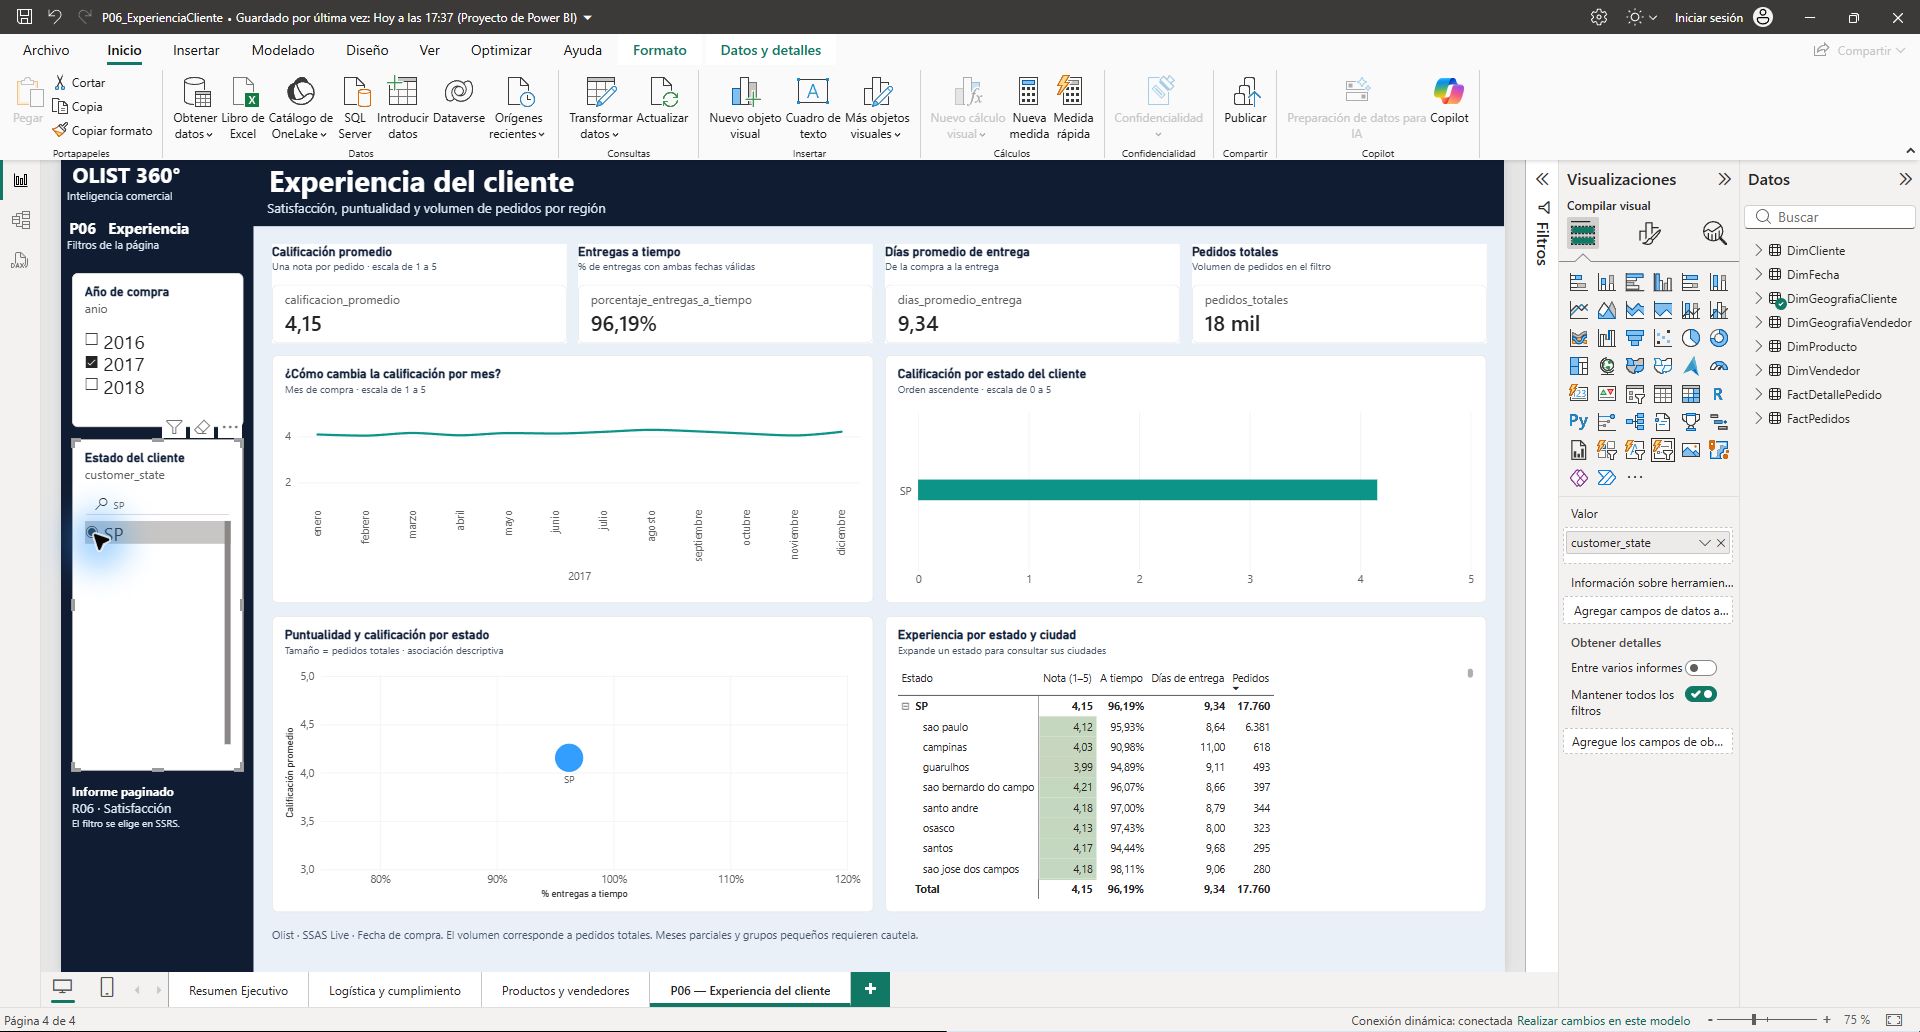 P06_ExperienciaCliente • Guardado por última vez: Hoy a las 17:37 (Proyecto de Power BI)
Iniciar sesión
Archivo
Inicio
Insertar
Modelado
Diseño
Ver
Optimizar
Ayuda
Formato
Datos y detalles
Compartir
Pegar
Cortar
Copia
Copiar formato
Portapapeles
Obtener datos
Libro de Excel
Catálogo de OneLake
SQL Server
Introducir datos
Dataverse
Orígenes recientes
Datos
Transformar datos
Actualizar
Consultas
Nuevo objeto visual
Cuadro de texto
Más objetos visuales
Insertar
Nuevo cálculo visual
Nueva medida
Medida rápida
Cálculos
Confidencialidad
Confidencialidad
Publicar
Compartir
Preparación de datos para IA
Copilot
Copilot
OLIST 360°
Inteligencia comercial
P06 Experiencia
Filtros de la página
Año de compra
anio
2016
2017
2018
Estado del cliente
customer_state
SP
SP
Informe paginado
R06 · Satisfacción
El filtro se elige en SSRS.
Experiencia del cliente
Satisfacción, puntualidad y volumen de pedidos por región
Calificación promedio
Una nota por pedido · escala de 1 a 5
calificacion_promedio
4,15
Entregas a tiempo
% de entregas con ambas fechas válidas
porcentaje_entregas_a_tiempo
96,19%
Días promedio de entrega
De la compra a la entrega
dias_promedio_entrega
9,34
Pedidos totales
Volumen de pedidos en el filtro
pedidos_totales
18 mil
¿Cómo cambia la calificación por mes?
Mes de compra · escala de 1 a 5
4
2
enero
febrero
marzo
abril
mayo
junio
julio
agosto
septiembre
octubre
noviembre
diciembre
2017
Calificación por estado del cliente
Orden ascendente · escala de 0 a 5
SP
0 1 2 3 4 5
Puntualidad y calificación por estado
Tamaño = pedidos totales · asociación descriptiva
Calificación promedio
5,0
4,5
4,0
3,5
3,0
SP
80% 90% 100% 110% 120%
% entregas a tiempo
Experiencia por estado y ciudad
Expande un estado para consultar sus ciudades
Estado Nota (1–5) A tiempo Días de entrega Pedidos
SP 4,15 96,19% 9,34 17.760
sao paulo 4,12 95,93% 8,64 6.381
campinas 4,03 90,98% 11,00 618
guarulhos 3,99 94,89% 9,11 493
sao bernardo do campo 4,21 96,07% 8,66 397
santo andre 4,18 97,00% 8,79 344
osasco 4,13 97,43% 8,00 323
santos 4,17 94,44% 9,68 295
sao jose dos campos 4,18 98,11% 9,06 280
Total 4,15 96,19% 9,34 17.760
Olist · SSAS Live · Fecha de compra. El volumen corresponde a pedidos totales. Meses parciales y grupos pequeños requieren cautela.
Filtros
Visualizaciones
Compilar visual
R
Py
123
Valor
customer_state
Información sobre herramien...
Agregar campos de datos a...
Obtener detalles
Entre varios informes
Mantener todos los filtros
Agregue los campos de ob...
Datos
Buscar
DimCliente
DimFecha
DimGeografiaCliente
DimGeografiaVendedor
DimProducto
DimVendedor
FactDetallePedido
FactPedidos
Resumen Ejecutivo
Logística y cumplimiento
Productos y vendedores
P06 — Experiencia del cliente
+
Página 4 de 4
Conexión dinámica: conectada Realizar cambios en este modelo
- + 75 %